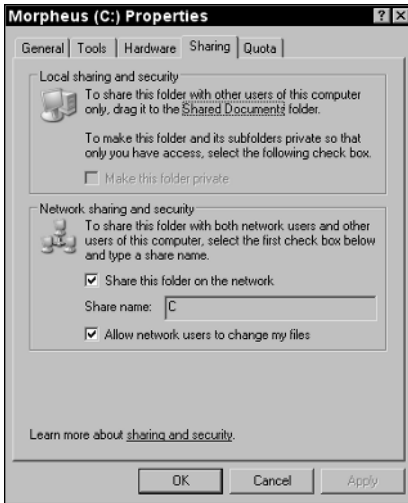 Morpheus (C:) Properties
General Tools Hardware Sharing Quota
Local sharing and security
To share this folder with other users of this computer
only, drag it to the Shared Documents folder.
To make this folder and its subfolders private so that
only you have access, select the following check box.
Make this folder private
Network sharing and security
To share this folder with both network users and other
users of this computer, select the first check box below
and type a share name.
Share this folder on the network
Share name: C
Allow network users to change my files
Learn more about sharing and security.
OK Cancel Apply